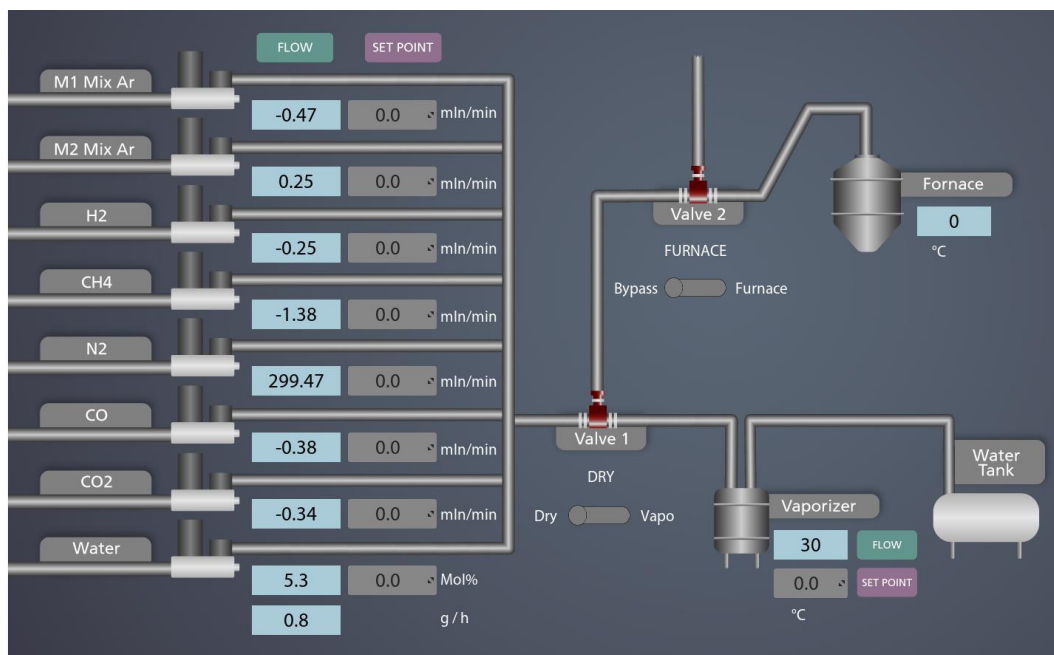 FLOW SET POINT
M1 Mix Ar
-0.47 0.0 mln/min
M2 Mix Ar
0.25 0.0 mln/min
H2
-0.25 0.0 mln/min
CH4
-1.38 0.0 mln/min
N2
299.47 0.0 mln/min
CO
-0.38 0.0 mln/min
CO2
-0.34 0.0 mln/min
Water
5.3 0.0 Mol%
0.8 g/h
Valve 2
FURNACE
Bypass Furnace
Fornace
0
°C
Valve 1
DRY
Dry Vapo
Water
Tank
Vaporizer
30 FLOW
0.0 SET POINT
°C